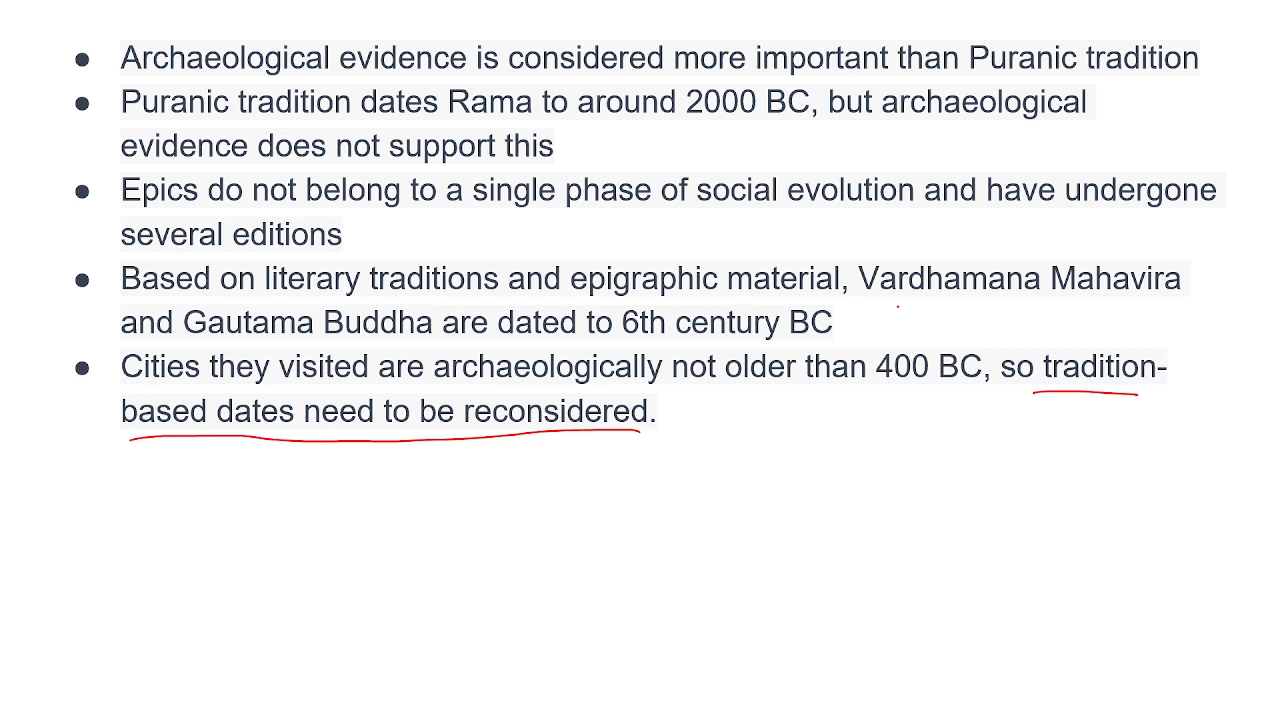 ● Archaeological evidence is considered more important than Puranic tradition
● Puranic tradition dates Rama to around 2000 BC, but archaeological
evidence does not support this
● Epics do not belong to a single phase of social evolution and have undergone
several editions
● Based on literary traditions and epigraphic material, Vardhamana Mahavira
and Gautama Buddha are dated to 6th century BC
● Cities they visited are archaeologically not older than 400 BC, so tradition-
based dates need to be reconsidered.